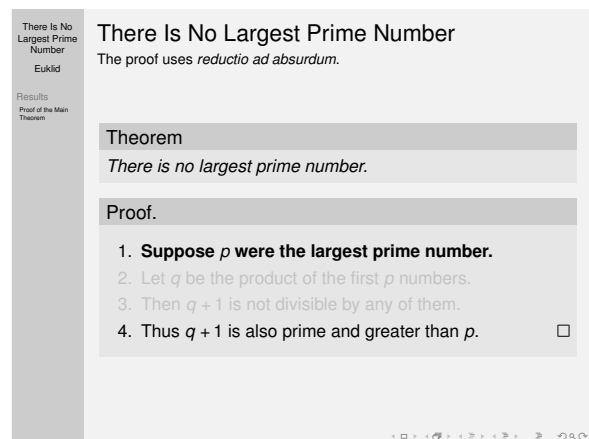 There Is No
Largest Prime
Number
Euklid
Results
Proof of the Main
Theorem
There Is No Largest Prime Number
The proof uses reductio ad absurdum.
Theorem
There is no largest prime number.
Proof.
1. Suppose p were the largest prime number.
2. Let q be the product of the first p numbers.
3. Then q + 1 is not divisible by any of them.
4. Thus q + 1 is also prime and greater than p. □